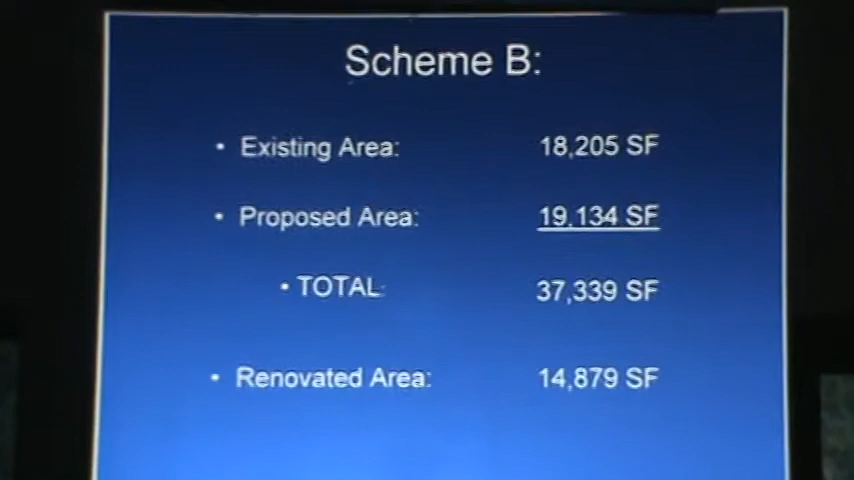 Scheme B:
• Existing Area: 18,205 SF
• Proposed Area: 19,134 SF
• TOTAL: 37,339 SF
• Renovated Area: 14,879 SF